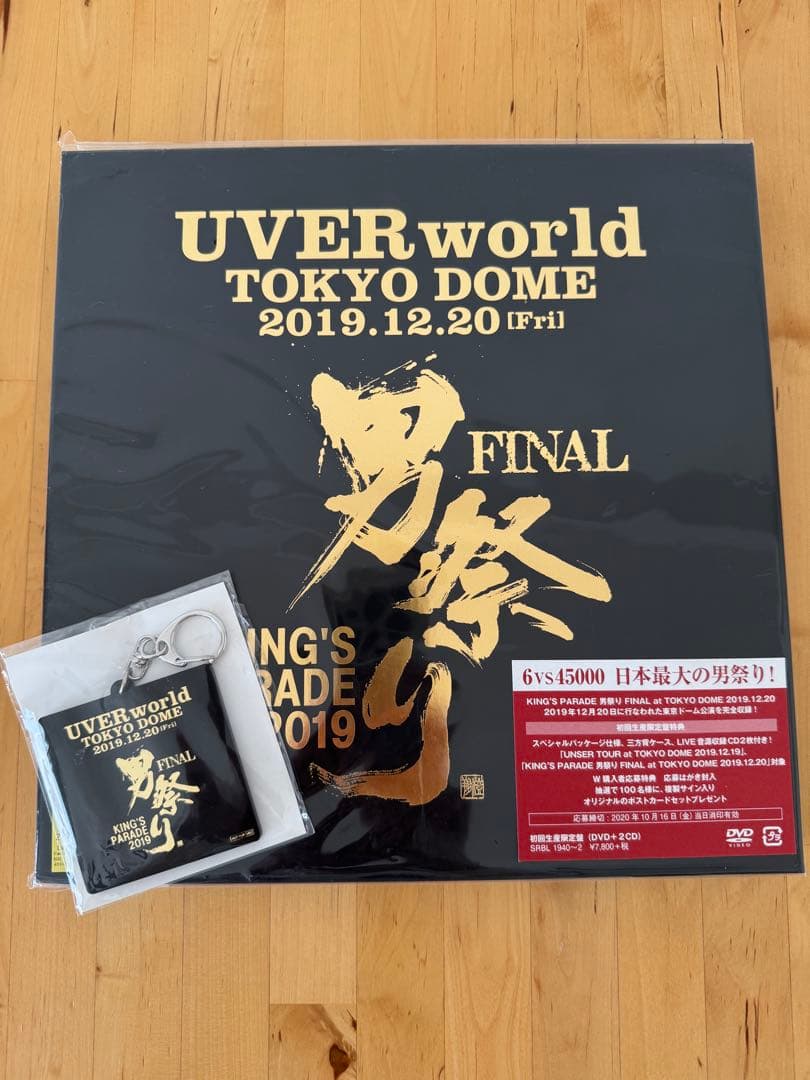 UVERworld
TOKYO DOME
2019.12.20 [Fri]
男祭り
FINAL
KING'S
PARADE
2019
6vs45000 日本最大の男祭り!
KING'S PARADE 男祭り FINAL at TOKYO DOME 2019.12.20
2019年12月20日に行なわれた東京ドーム公演を完全収録!
初回生産限定盤特典
スペシャルパッケージ仕様、三方背ケース、LIVE音源収録CD2枚付き!
「UNSER TOUR at TOKYO DOME 2019.12.19」、
「KING'S PARADE 男祭り FINAL at TOKYO DOME 2019.12.20」対象
W 購入者応募特典 応募はがき封入
抽選で100名様に、複製サイン入り
オリジナルのポストカードセットプレゼント
応募締切:2020年10月16日(金)当日消印有効
初回生産限定盤(DVD+2CD)
SRBL 1940~2 ¥7,800+税
DVD
VIDEO
UVERworld
TOKYO DOME
2019.12.20 (Fri)
FINAL
男祭り
KING'S
PARADE
2019